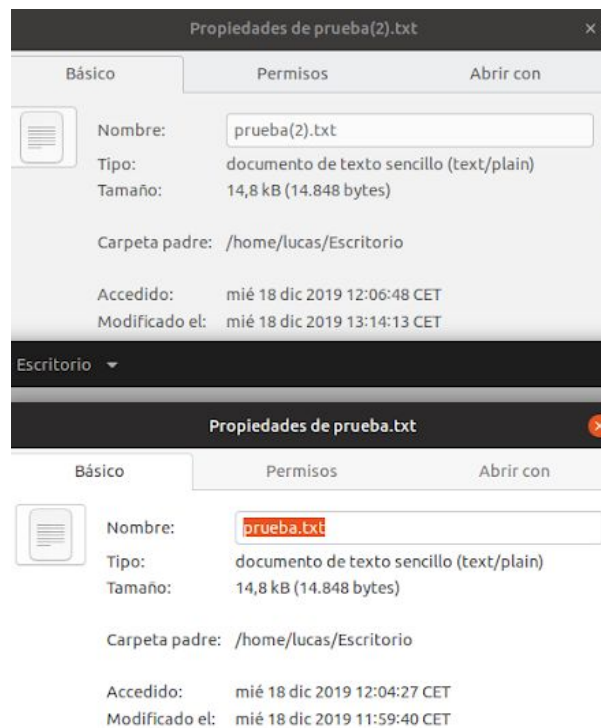 Propiedades de prueba(2).txt ×
Básico Permisos Abrir con
Nombre: prueba(2).txt
Tipo: documento de texto sencillo (text/plain)
Tamaño: 14,8 kB (14.848 bytes)
Carpeta padre: /home/lucas/Escritorio
Accedido: mié 18 dic 2019 12:06:48 CET
Modificado el: mié 18 dic 2019 13:14:13 CET
Escritorio
Propiedades de prueba.txt
Básico Permisos Abrir con
Nombre: prueba.txt
Tipo: documento de texto sencillo (text/plain)
Tamaño: 14,8 kB (14.848 bytes)
Carpeta padre: /home/lucas/Escritorio
Accedido: mié 18 dic 2019 12:04:27 CET
Modificado el: mié 18 dic 2019 11:59:40 CET